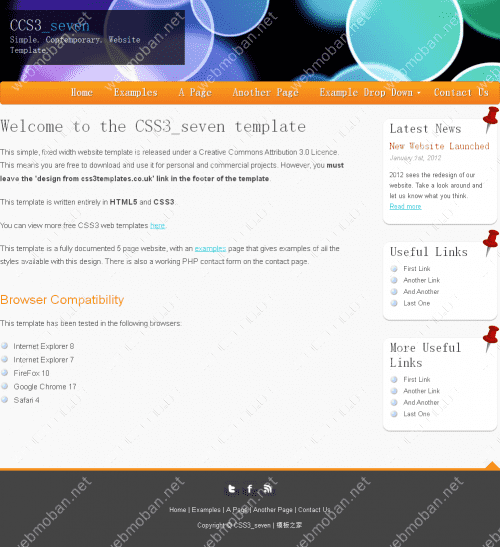 CCS3_seven
Simple. Contemporary. Website
Template.
Home Examples A Page Another Page Example Drop Down Contact Us
Welcome to the CSS3_seven template
This simple, fixed width website template is released under a Creative Commons Attribution 3.0 Licence.
This means you are free to download and use it for personal and commercial projects. However, you must
leave the 'design from css3templates.co.uk' link in the footer of the template.
This template is written entirely in HTML5 and CSS3.
You can view more free CSS3 web templates here.
This template is a fully documented 5 page website, with an examples page that gives examples of all the
styles available with this design. There is also a working PHP contact form on the contact page.
Browser Compatibility
This template has been tested in the following browsers:
Internet Explorer 8
Internet Explorer 7
FireFox 10
Google Chrome 17
Safari 4
Latest News
New Website Launched
January 1st, 2012
2012 sees the redesign of our
website. Take a look around and
let us know what you think.
Read more
Useful Links
First Link
Another Link
And Another
Last One
More Useful
Links
First Link
Another Link
And Another
Last One
Home | Examples | A Page | Another Page | Contact Us
Copyright © CSS3_seven | 模板之家
webmoban.net